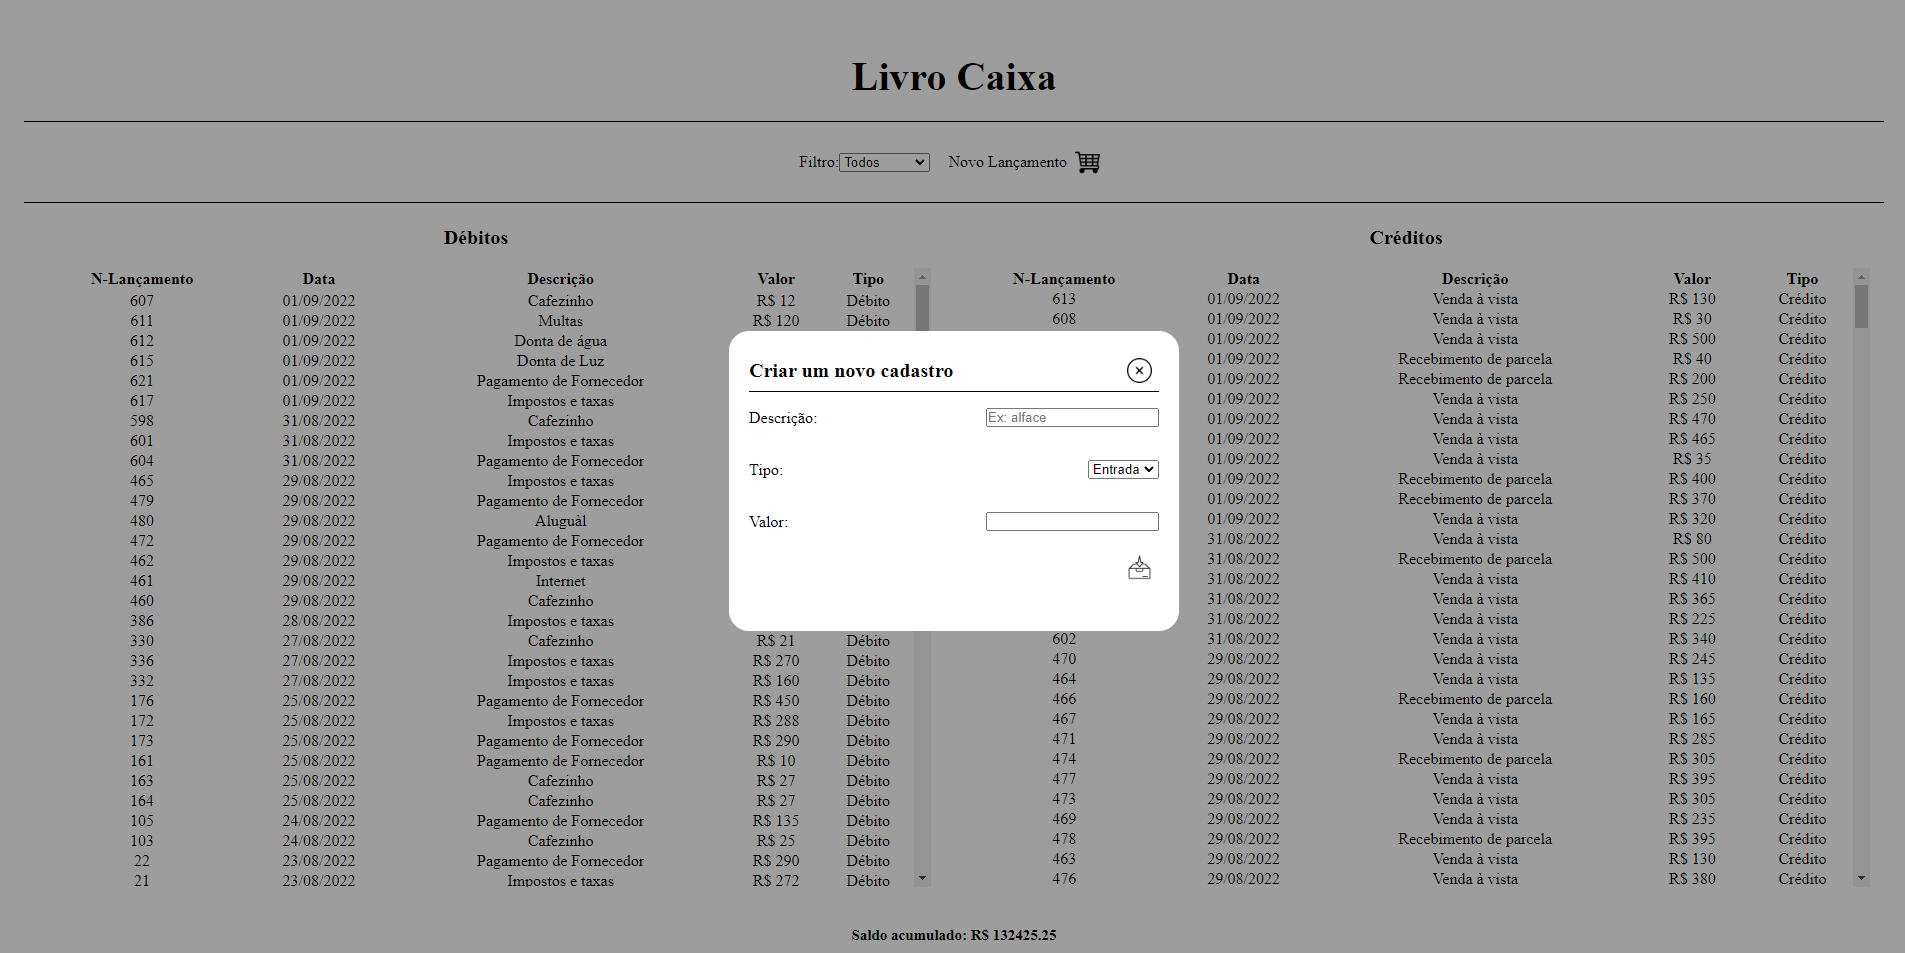 Livro Caixa
Filtro: Todos Novo Lançamento
Débitos
N-Lançamento Data Descrição Valor Tipo
607 01/09/2022 Cafezinho R$ 12 Débito
611 01/09/2022 Multas R$ 120 Débito
612 01/09/2022 Donta de água
615 01/09/2022 Donta de Luz
621 01/09/2022 Pagamento de Fornecedor
617 01/09/2022 Impostos e taxas
598 31/08/2022 Cafezinho
601 31/08/2022 Impostos e taxas
604 31/08/2022 Pagamento de Fornecedor
465 29/08/2022 Impostos e taxas
479 29/08/2022 Pagamento de Fornecedor
480 29/08/2022 Aluguàl
472 29/08/2022 Pagamento de Fornecedor
462 29/08/2022 Impostos e taxas
461 29/08/2022 Internet
460 29/08/2022 Cafezinho
386 28/08/2022 Impostos e taxas
330 27/08/2022 Cafezinho R$ 21 Débito
336 27/08/2022 Impostos e taxas R$ 270 Débito
332 27/08/2022 Impostos e taxas R$ 160 Débito
176 25/08/2022 Pagamento de Fornecedor R$ 450 Débito
172 25/08/2022 Impostos e taxas R$ 288 Débito
173 25/08/2022 Pagamento de Fornecedor R$ 290 Débito
161 25/08/2022 Pagamento de Fornecedor R$ 10 Débito
163 25/08/2022 Cafezinho R$ 27 Débito
164 25/08/2022 Cafezinho R$ 27 Débito
105 24/08/2022 Pagamento de Fornecedor R$ 135 Débito
103 24/08/2022 Cafezinho R$ 25 Débito
22 23/08/2022 Pagamento de Fornecedor R$ 290 Débito
21 23/08/2022 Impostos e taxas R$ 272 Débito
Créditos
N-Lançamento Data Descrição Valor Tipo
613 01/09/2022 Venda à vista R$ 130 Crédito
608 01/09/2022 Venda à vista R$ 30 Crédito
01/09/2022 Venda à vista R$ 500 Crédito
01/09/2022 Recebimento de parcela R$ 40 Crédito
01/09/2022 Recebimento de parcela R$ 200 Crédito
01/09/2022 Venda à vista R$ 250 Crédito
01/09/2022 Venda à vista R$ 470 Crédito
01/09/2022 Venda à vista R$ 465 Crédito
01/09/2022 Venda à vista R$ 35 Crédito
01/09/2022 Recebimento de parcela R$ 400 Crédito
01/09/2022 Recebimento de parcela R$ 370 Crédito
01/09/2022 Venda à vista R$ 320 Crédito
31/08/2022 Venda à vista R$ 80 Crédito
31/08/2022 Recebimento de parcela R$ 500 Crédito
31/08/2022 Venda à vista R$ 410 Crédito
31/08/2022 Venda à vista R$ 365 Crédito
31/08/2022 Venda à vista R$ 225 Crédito
602 31/08/2022 Venda à vista R$ 340 Crédito
470 29/08/2022 Venda à vista R$ 245 Crédito
464 29/08/2022 Venda à vista R$ 135 Crédito
466 29/08/2022 Recebimento de parcela R$ 160 Crédito
467 29/08/2022 Venda à vista R$ 165 Crédito
471 29/08/2022 Venda à vista R$ 285 Crédito
474 29/08/2022 Recebimento de parcela R$ 305 Crédito
477 29/08/2022 Venda à vista R$ 395 Crédito
473 29/08/2022 Venda à vista R$ 305 Crédito
469 29/08/2022 Venda à vista R$ 235 Crédito
478 29/08/2022 Recebimento de parcela R$ 395 Crédito
463 29/08/2022 Venda à vista R$ 130 Crédito
476 29/08/2022 Venda à vista R$ 380 Crédito
Criar um novo cadastro
Descrição: Ex: alface
Tipo: Entrada
Valor:
Saldo acumulado: R$ 132425.25